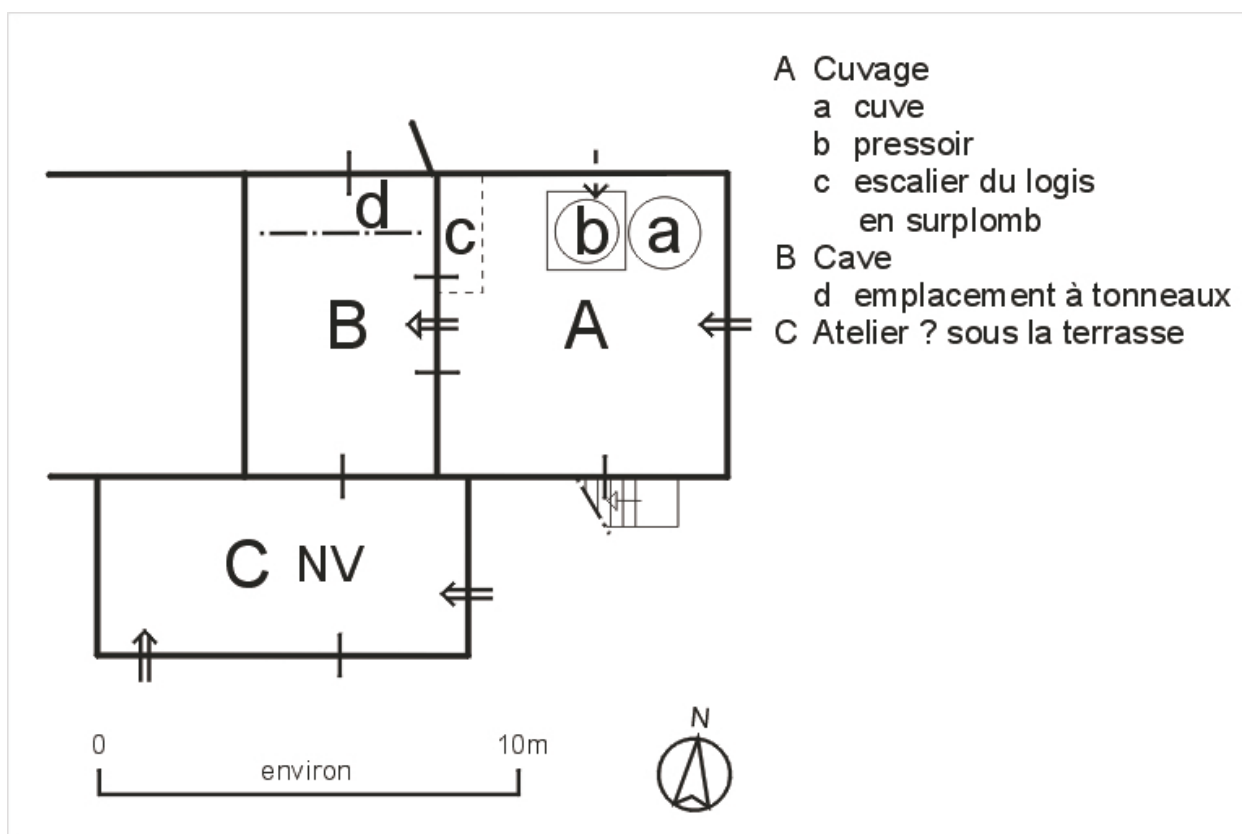 A Cuvage
a cuve
b pressoir
c escalier du logis
en surplomb
B Cave
d emplacement à tonneaux
C Atelier ? sous la terrasse
d
c
b
a
B
A
C NV
0
10m
environ
N